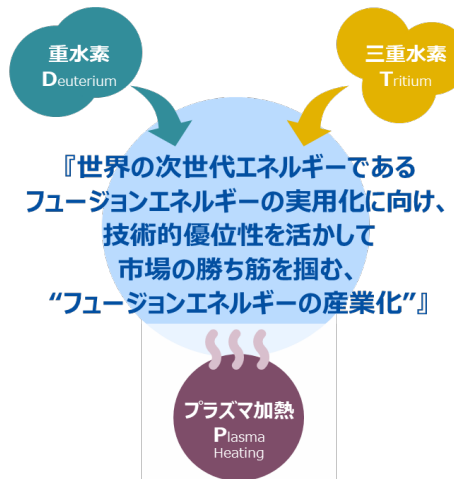 重水素
Deuterium
三重水素
Tritium
『世界の次世代エネルギーである
フュージョンエネルギーの実用化に向け、
技術的優位性を活かして
市場の勝ち筋を掴む、
“フュージョンエネルギーの産業化”』
プラズマ加熱
Plasma
Heating